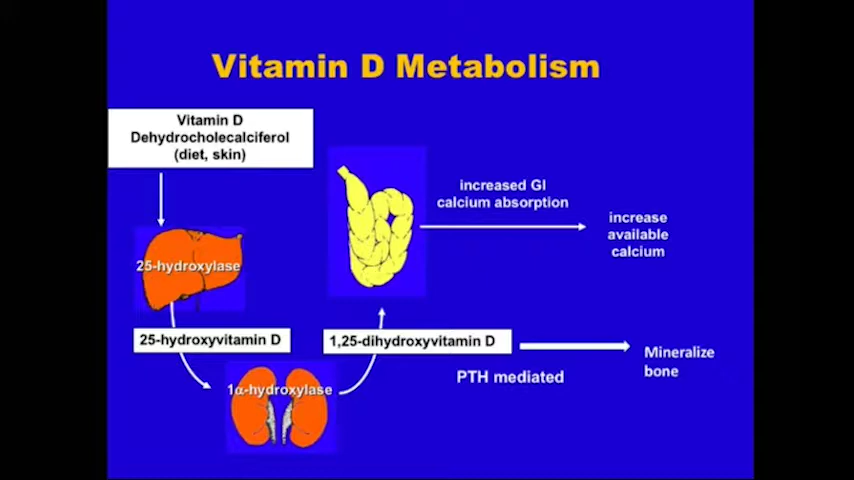 Vitamin D Metabolism
Vitamin D
Dehydrocholecalciferol
(diet, skin)
increased GI
calcium absorption
increase
available
calcium
25-hydroxylase
25-hydroxyvitamin D
1,25-dihydroxyvitamin D
Mineralize
bone
PTH mediated
1α-hydroxylase